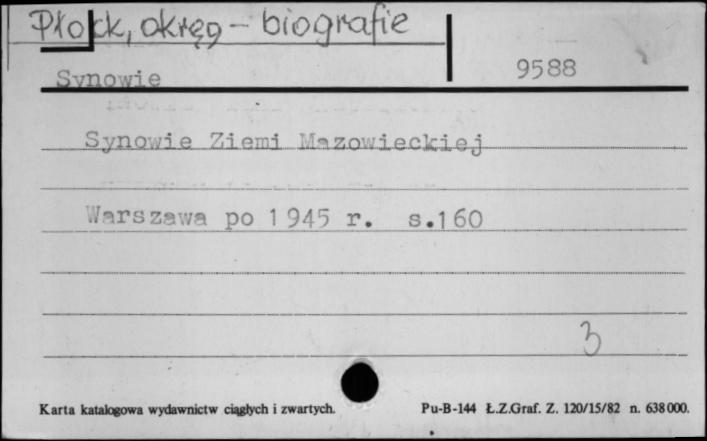 Płock, okręg - biografie
Synowie
9588
Synowie Ziemi Mazowieckiej
Warszawa po 1945 r. s.160
3
Karta katalogowa wydawnictw ciągłych i zwartych.
Pu-B-144 Ł.Z.Graf. Z. 120/15/82 n. 638000.